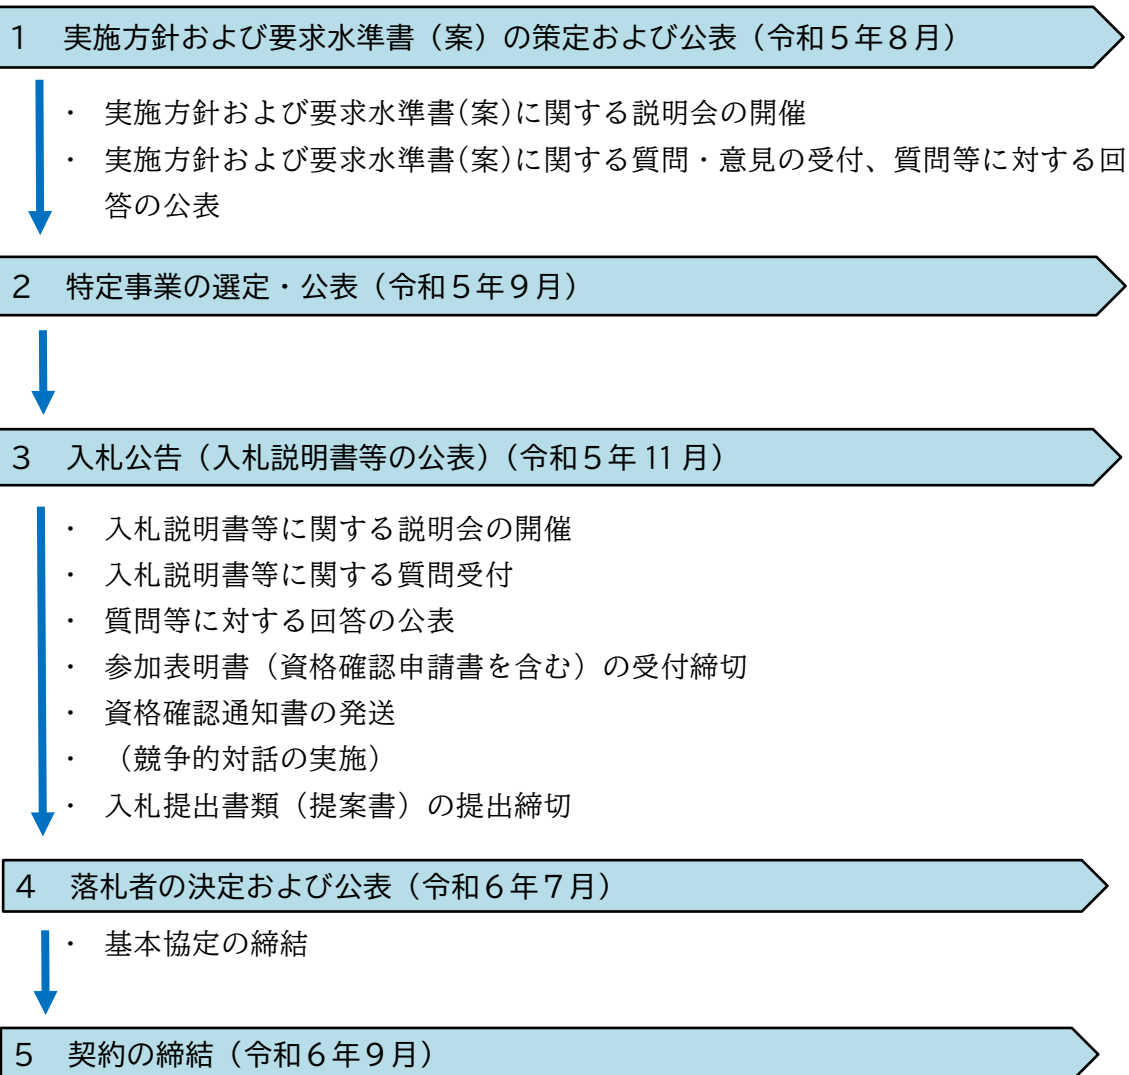 １　実施方針および要求水準書（案）の策定および公表（令和５年８月）
・ 実施方針および要求水準書(案)に関する説明会の開催
・ 実施方針および要求水準書(案)に関する質問・意見の受付、質問等に対する回
答の公表
２　特定事業の選定・公表（令和５年９月）
３　入札公告（入札説明書等の公表）（令和５年 11 月）
・ 入札説明書等に関する説明会の開催
・ 入札説明書等に関する質問受付
・ 質問等に対する回答の公表
・ 参加表明書（資格確認申請書を含む）の受付締切
・ 資格確認通知書の発送
・ （競争的対話の実施）
・ 入札提出書類（提案書）の提出締切
４　落札者の決定および公表（令和６年７月）
・ 基本協定の締結
５　契約の締結（令和６年９月）